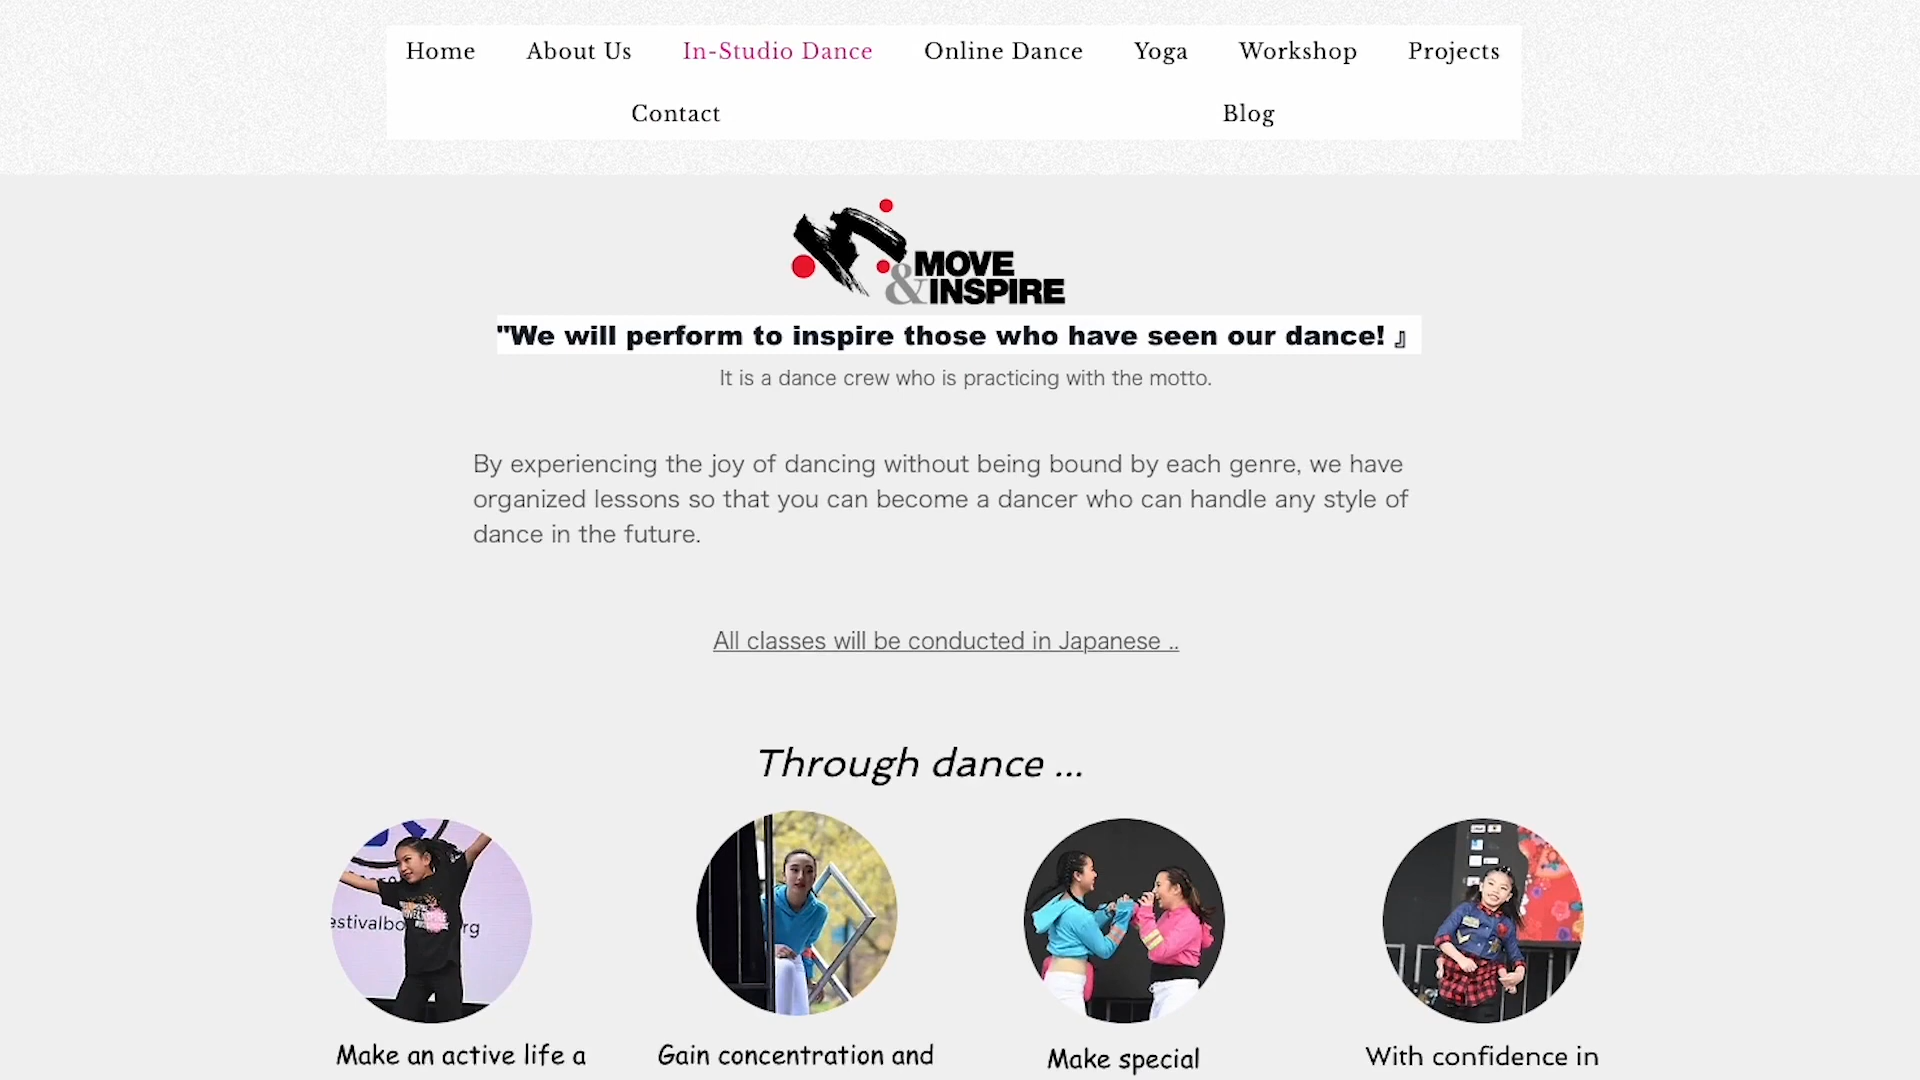 Home About Us In-Studio Dance Online Dance Yoga Workshop Projects
Contact Blog
MOVE
&INSPIRE
"We will perform to inspire those who have seen our dance! 』
It is a dance crew who is practicing with the motto.
By experiencing the joy of dancing without being bound by each genre, we have
organized lessons so that you can become a dancer who can handle any style of
dance in the future.
All classes will be conducted in Japanese ..
Through dance ...
Make an active life a
Gain concentration and
Make special
With confidence in